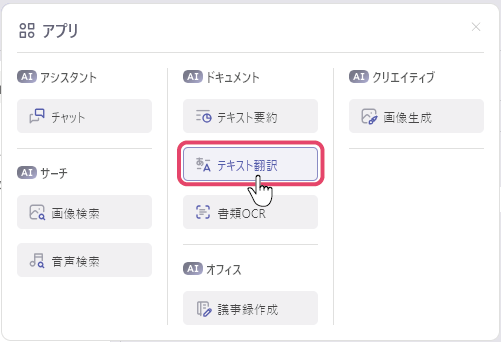 アプリ
AI アシスタント
チャット
AI サーチ
画像検索
音声検索
AI ドキュメント
テキスト要約
あ A テキスト翻訳
書類OCR
AI オフィス
議事録作成
AI クリエイティブ
画像生成